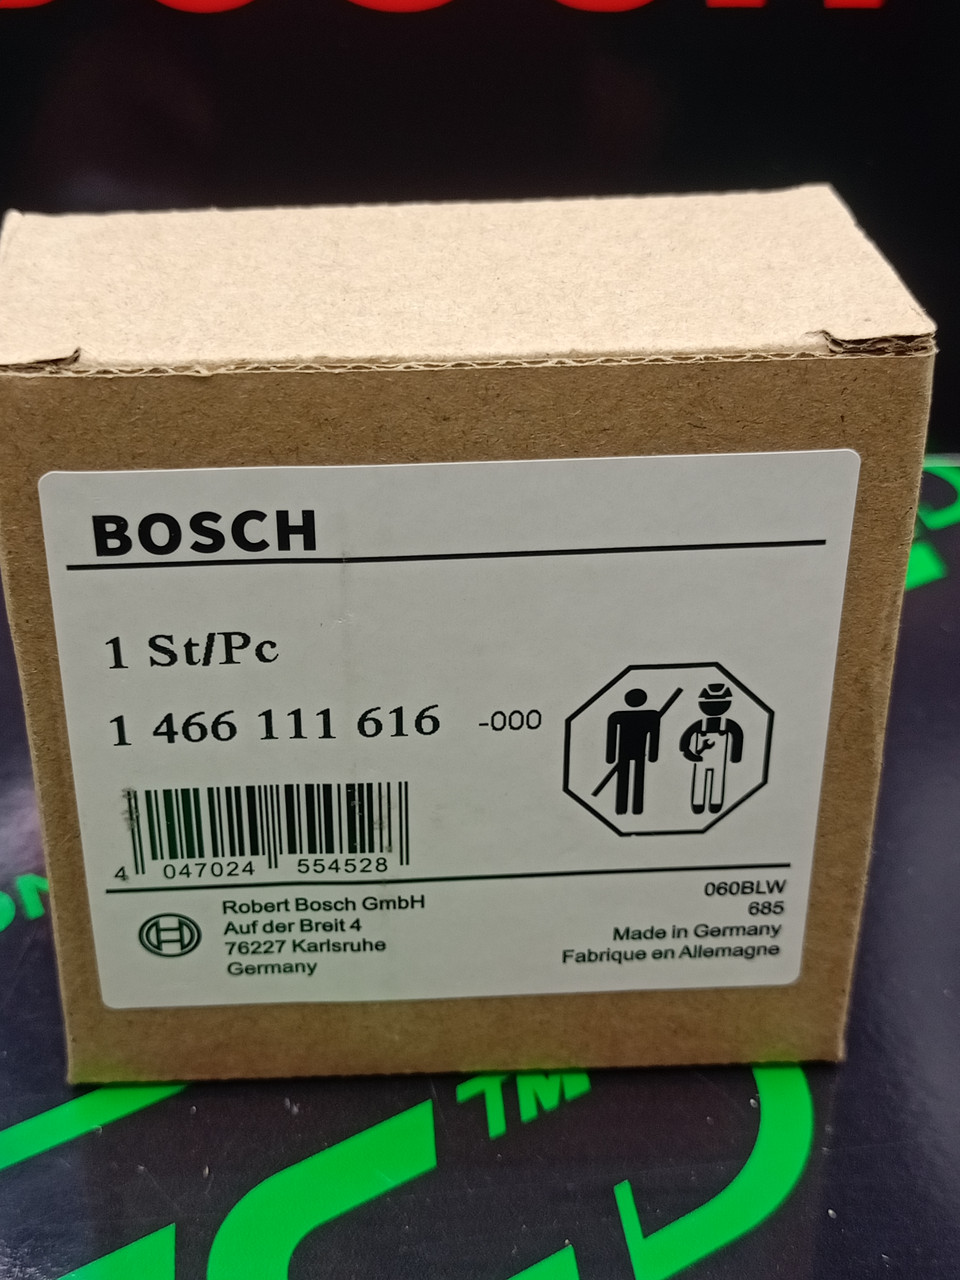 BOSCH
1 St/Pc
1 466 111 616 -000
4 047024 554528
Robert Bosch GmbH
Auf der Breit 4
76227 Karlsruhe
Germany
060BLW
685
Made in Germany
Fabrique en Allemagne
TM